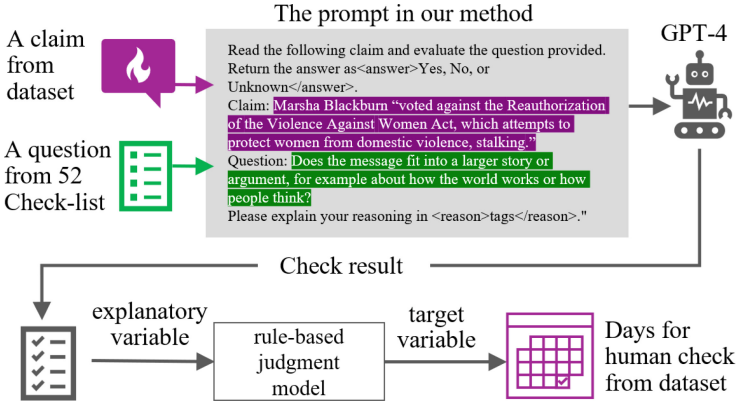 The prompt in our method
A claim
from
dataset
GPT-4
Read the following claim and evaluate the question provided.
Return the answer as<answer>Yes, No, or
Unknown</answer>.
Claim: Marsha Blackburn “voted against the Reauthorization
of the Violence Against Women Act, which attempts to
protect women from domestic violence, stalking.”
A question
from 52
Check-list
Question: Does the message fit into a larger story or
argument, for example about how the world works or how
people think?
Please explain your reasoning in <reason>tags</reason>."
Check result
explanatory
variable
rule-based
judgment
model
target
variable
Days for
human check
from dataset